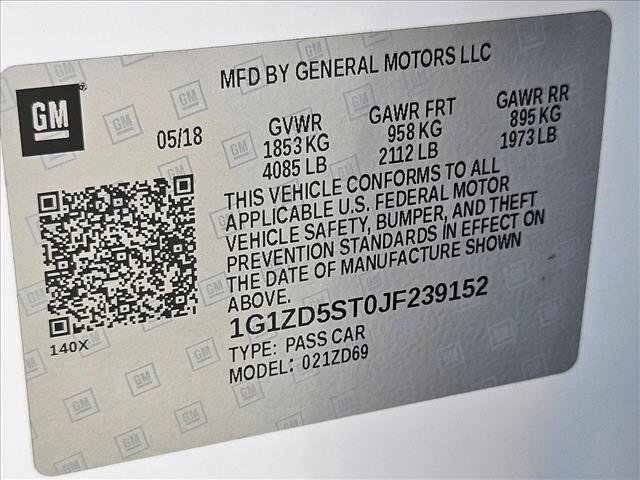 MFD BY GENERAL MOTORS LLC
GM
05/18
GVWR
1853 KG
4085 LB
GAWR FRT
958 KG
2112 LB
GAWR RR
895 KG
1973 LB
THIS VEHICLE CONFORMS TO ALL
APPLICABLE U.S. FEDERAL MOTOR
VEHICLE SAFETY, BUMPER, AND THEFT
PREVENTION STANDARDS IN EFFECT ON
THE DATE OF MANUFACTURE SHOWN
ABOVE.
1G1ZD5ST0JF239152
TYPE: PASS CAR
MODEL: 021ZD69
140X